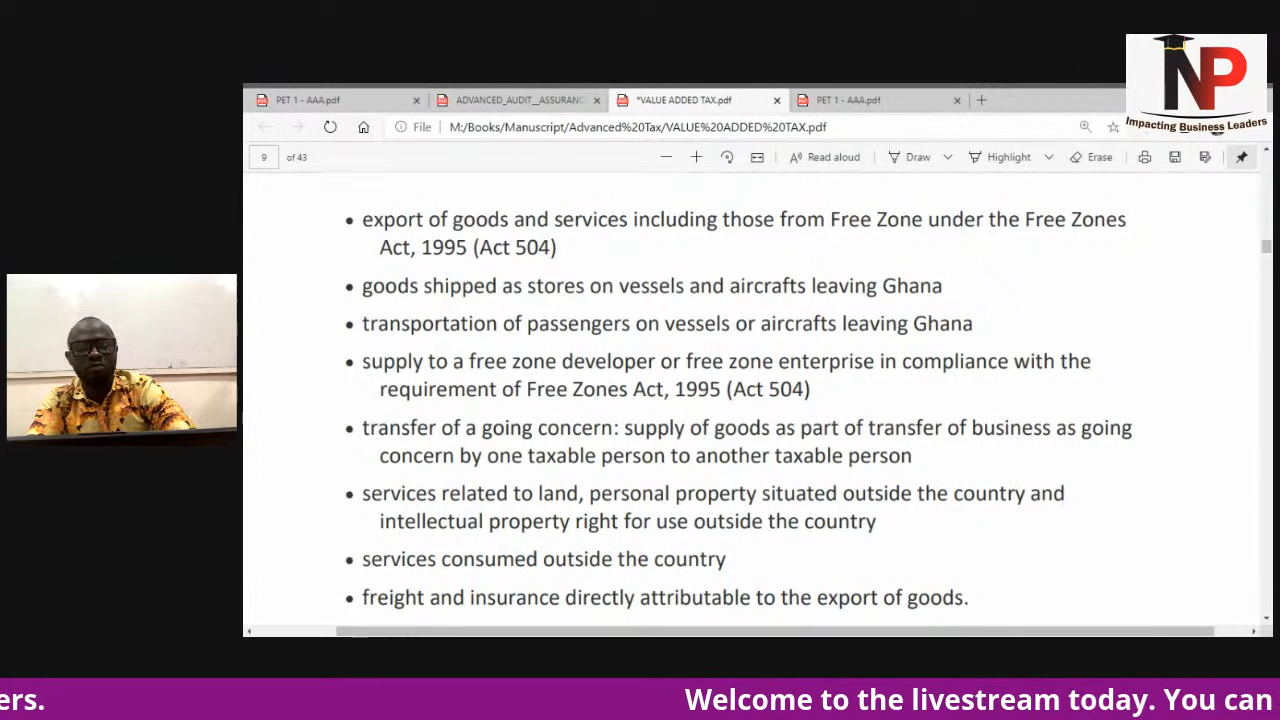 NP
Impacting Business Leaders
PET 1 - AAA.pdf
ADVANCED_AUDIT__ASSURANC
*VALUE ADDED TAX.pdf
PET 1 - AAA.pdf
File
M:/Books/Manuscript/Advanced%20Tax/VALUE%20ADDED%20TAX.pdf
9 of 43
Read aloud
Draw
Highlight
Erase
• export of goods and services including those from Free Zone under the Free Zones
Act, 1995 (Act 504)
• goods shipped as stores on vessels and aircrafts leaving Ghana
• transportation of passengers on vessels or aircrafts leaving Ghana
• supply to a free zone developer or free zone enterprise in compliance with the
requirement of Free Zones Act, 1995 (Act 504)
• transfer of a going concern: supply of goods as part of transfer of business as going
concern by one taxable person to another taxable person
• services related to land, personal property situated outside the country and
intellectual property right for use outside the country
• services consumed outside the country
• freight and insurance directly attributable to the export of goods.
ers.
Welcome to the livestream today. You can